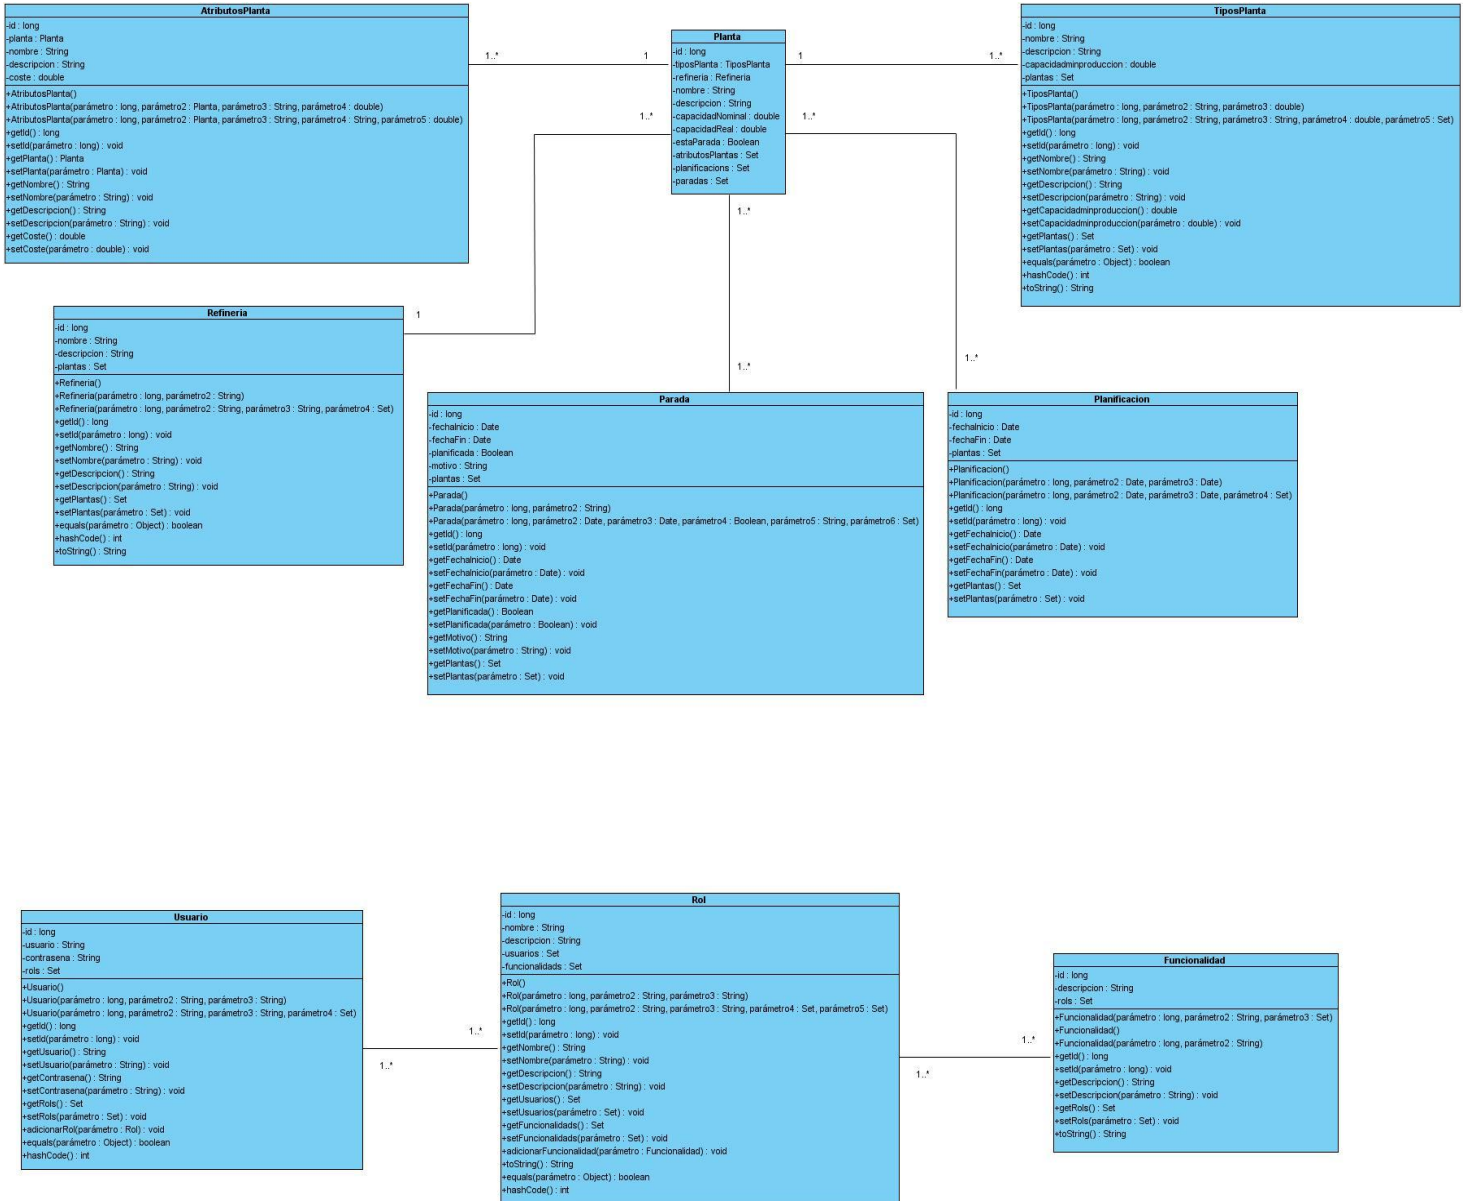 AtributosPlanta
-id : long
-planta : Planta
-nombre : String
-descripcion : String
-coste : double
+AtributosPlanta()
+AtributosPlanta(parámetro : long, parámetro2 : Planta, parámetro3 : String, parámetro4 : double)
+AtributosPlanta(parámetro : long, parámetro2 : Planta, parámetro3 : String, parámetro4 : String, parámetro5 : double)
+getId() : long
+setId(parámetro : long) : void
+getPlanta() : Planta
+setPlanta(parámetro : Planta) : void
+getNombre() : String
+setNombre(parámetro : String) : void
+getDescripcion() : String
+setDescripcion(parámetro : String) : void
+getCoste() : double
+setCoste(parámetro : double) : void
1..*
1
Planta
-id : long
-tiposPlanta : TiposPlanta
-refineria : Refineria
-nombre : String
-descripcion : String
-capacidadNominal : double
-capacidadReal : double
-estaParada : Boolean
-atributosPlantas : Set
-planificacions : Set
-paradas : Set
1
1..*
1..*
1..*
1..*
TiposPlanta
-id : long
-nombre : String
-descripcion : String
-capacidadminproduccion : double
-plantas : Set
+TiposPlanta()
+TiposPlanta(parámetro : long, parámetro2 : String, parámetro3 : double)
+TiposPlanta(parámetro : long, parámetro2 : String, parámetro3 : String, parámetro4 : double, parámetro5 : Set)
+getId() : long
+setId(parámetro : long) : void
+getNombre() : String
+setNombre(parámetro : String) : void
+getDescripcion() : String
+setDescripcion(parámetro : String) : void
+getCapacidadminproduccion() : double
+setCapacidadminproduccion(parámetro : double) : void
+getPlantas() : Set
+setPlantas(parámetro : Set) : void
+equals(parámetro : Object) : boolean
+hashCode() : int
+toString() : String
Refineria
-id : long
-nombre : String
-descripcion : String
-plantas : Set
+Refineria()
+Refineria(parámetro : long, parámetro2 : String)
+Refineria(parámetro : long, parámetro2 : String, parámetro3 : String, parámetro4 : Set)
+getId() : long
+setId(parámetro : long) : void
+getNombre() : String
+setNombre(parámetro : String) : void
+getDescripcion() : String
+setDescripcion(parámetro : String) : void
+getPlantas() : Set
+setPlantas(parámetro : Set) : void
+equals(parámetro : Object) : boolean
+hashCode() : int
+toString() : String
1
1..*
1..*
Parada
-id : long
-fechaInicio : Date
-fechaFin : Date
-planificada : Boolean
-motivo : String
-plantas : Set
+Parada()
+Parada(parámetro : long, parámetro2 : String)
+Parada(parámetro : long, parámetro2 : Date, parámetro3 : Date, parámetro4 : Boolean, parámetro5 : String, parámetro6 : Set)
+getId() : long
+setId(parámetro : long) : void
+getFechaInicio() : Date
+setFechaInicio(parámetro : Date) : void
+getFechaFin() : Date
+setFechaFin(parámetro : Date) : void
+getPlanificada() : Boolean
+setPlanificada(parámetro : Boolean) : void
+getMotivo() : String
+setMotivo(parámetro : String) : void
+getPlantas() : Set
+setPlantas(parámetro : Set) : void
Planificacion
-id : long
-fechaInicio : Date
-fechaFin : Date
-plantas : Set
+Planificacion()
+Planificacion(parámetro : long, parámetro2 : Date, parámetro3 : Date)
+Planificacion(parámetro : long, parámetro2 : Date, parámetro3 : Date, parámetro4 : Set)
+getId() : long
+setId(parámetro : long) : void
+getFechaInicio() : Date
+setFechaInicio(parámetro : Date) : void
+getFechaFin() : Date
+setFechaFin(parámetro : Date) : void
+getPlantas() : Set
+setPlantas(parámetro : Set) : void
Usuario
-id : long
-usuario : String
-contrasena : String
-rols : Set
+Usuario()
+Usuario(parámetro : long, parámetro2 : String, parámetro3 : String)
+Usuario(parámetro : long, parámetro2 : String, parámetro3 : String, parámetro4 : Set)
+getId() : long
+setId(parámetro : long) : void
+getUsuario() : String
+setUsuario(parámetro : String) : void
+getContrasena() : String
+setContrasena(parámetro : String) : void
+getRols() : Set
+setRols(parámetro : Set) : void
+adicionarRol(parámetro : Rol) : void
+equals(parámetro : Object) : boolean
+hashCode() : int
1..*
1..*
Rol
-id : long
-nombre : String
-descripcion : String
-usuarios : Set
-funcionalidads : Set
+Rol()
+Rol(parámetro : long, parámetro2 : String, parámetro3 : String)
+Rol(parámetro : long, parámetro2 : String, parámetro3 : String, parámetro4 : Set, parámetro5 : Set)
+getId() : long
+setId(parámetro : long) : void
+getNombre() : String
+setNombre(parámetro : String) : void
+getDescripcion() : String
+setDescripcion(parámetro : String) : void
+getUsuarios() : Set
+setUsuarios(parámetro : Set) : void
+getFuncionalidads() : Set
+setFuncionalidads(parámetro : Set) : void
+adicionarFuncionalidad(parámetro : Funcionalidad) : void
+toString() : String
+equals(parámetro : Object) : boolean
+hashCode() : int
1..*
1..*
Funcionalidad
-id : long
-descripcion : String
-rols : Set
+Funcionalidad(parámetro : long, parámetro2 : String, parámetro3 : Set)
+Funcionalidad()
+Funcionalidad(parámetro : long, parámetro2 : String)
+getId() : long
+setId(parámetro : long) : void
+getDescripcion() : String
+setDescripcion(parámetro : String) : void
+getRols() : Set
+setRols(parámetro : Set) : void
+toString() : String